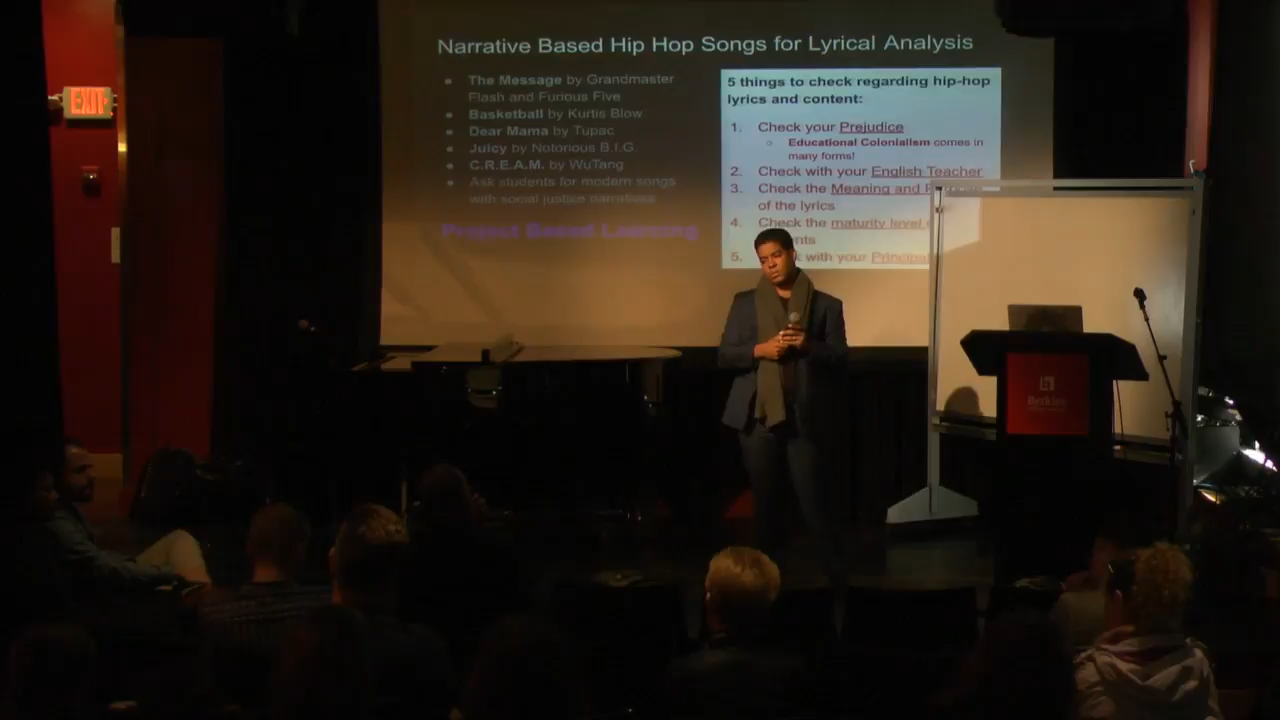 EXIT
Narrative Based Hip Hop Songs for Lyrical Analysis
The Message by Grandmaster
Flash and Furious Five
Basketball by Kurtis Blow
Dear Mama by Tupac
Juicy by Notorious B.I.G.
C.R.E.A.M. by WuTang
Ask students for modern songs
with social justice narratives
Project Based Learning
5 things to check regarding hip-hop
lyrics and content:
1. Check your Prejudice
Educational Colonialism comes in
many forms!
2. Check with your English Teacher
3. Check the Meaning and
of the lyrics
4. Check the maturity level
5. with your Principal
Berklee